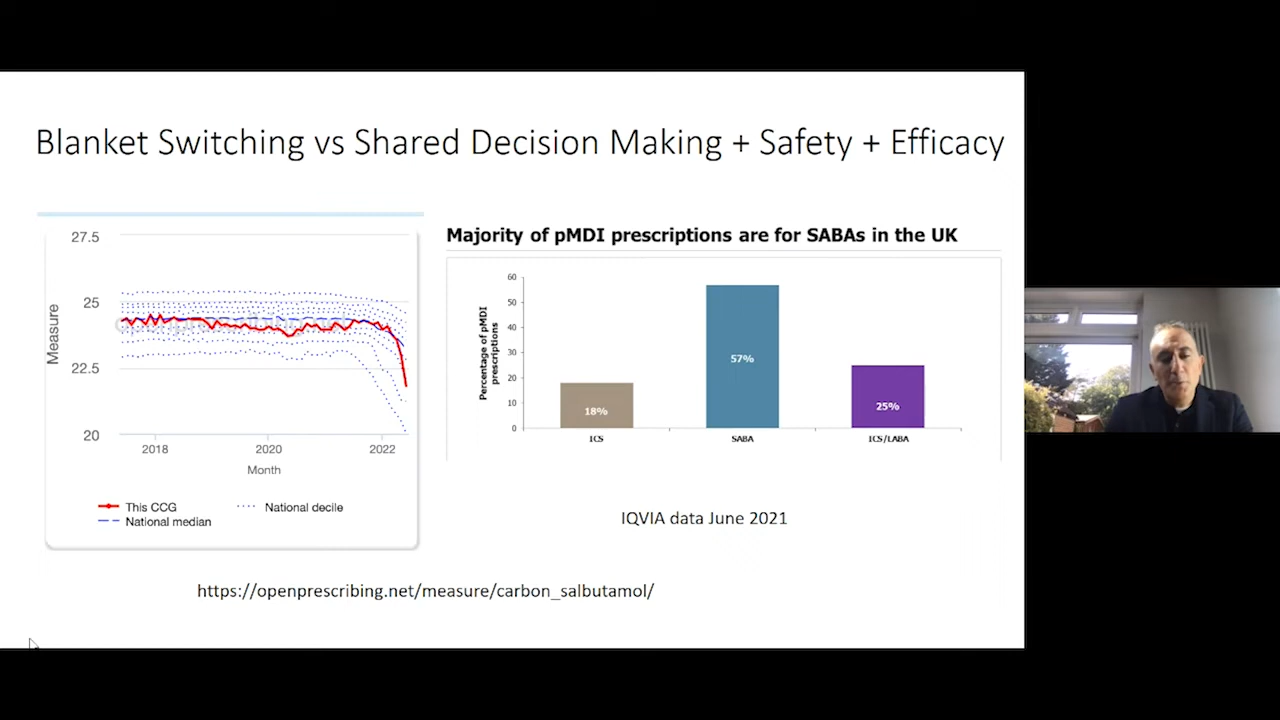 Blanket Switching vs Shared Decision Making + Safety + Efficacy
27.5
25
22.5
20
Measure
2018
2020
2022
Month
This CCG
National decile
National median
Majority of pMDI prescriptions are for SABAs in the UK
Percentage of pMDI
prescriptions
60
50
40
30
20
10
0
18%
57%
25%
ICS
SABA
ICS/LABA
IQVIA data June 2021
https://openprescribing.net/measure/carbon_salbutamol/